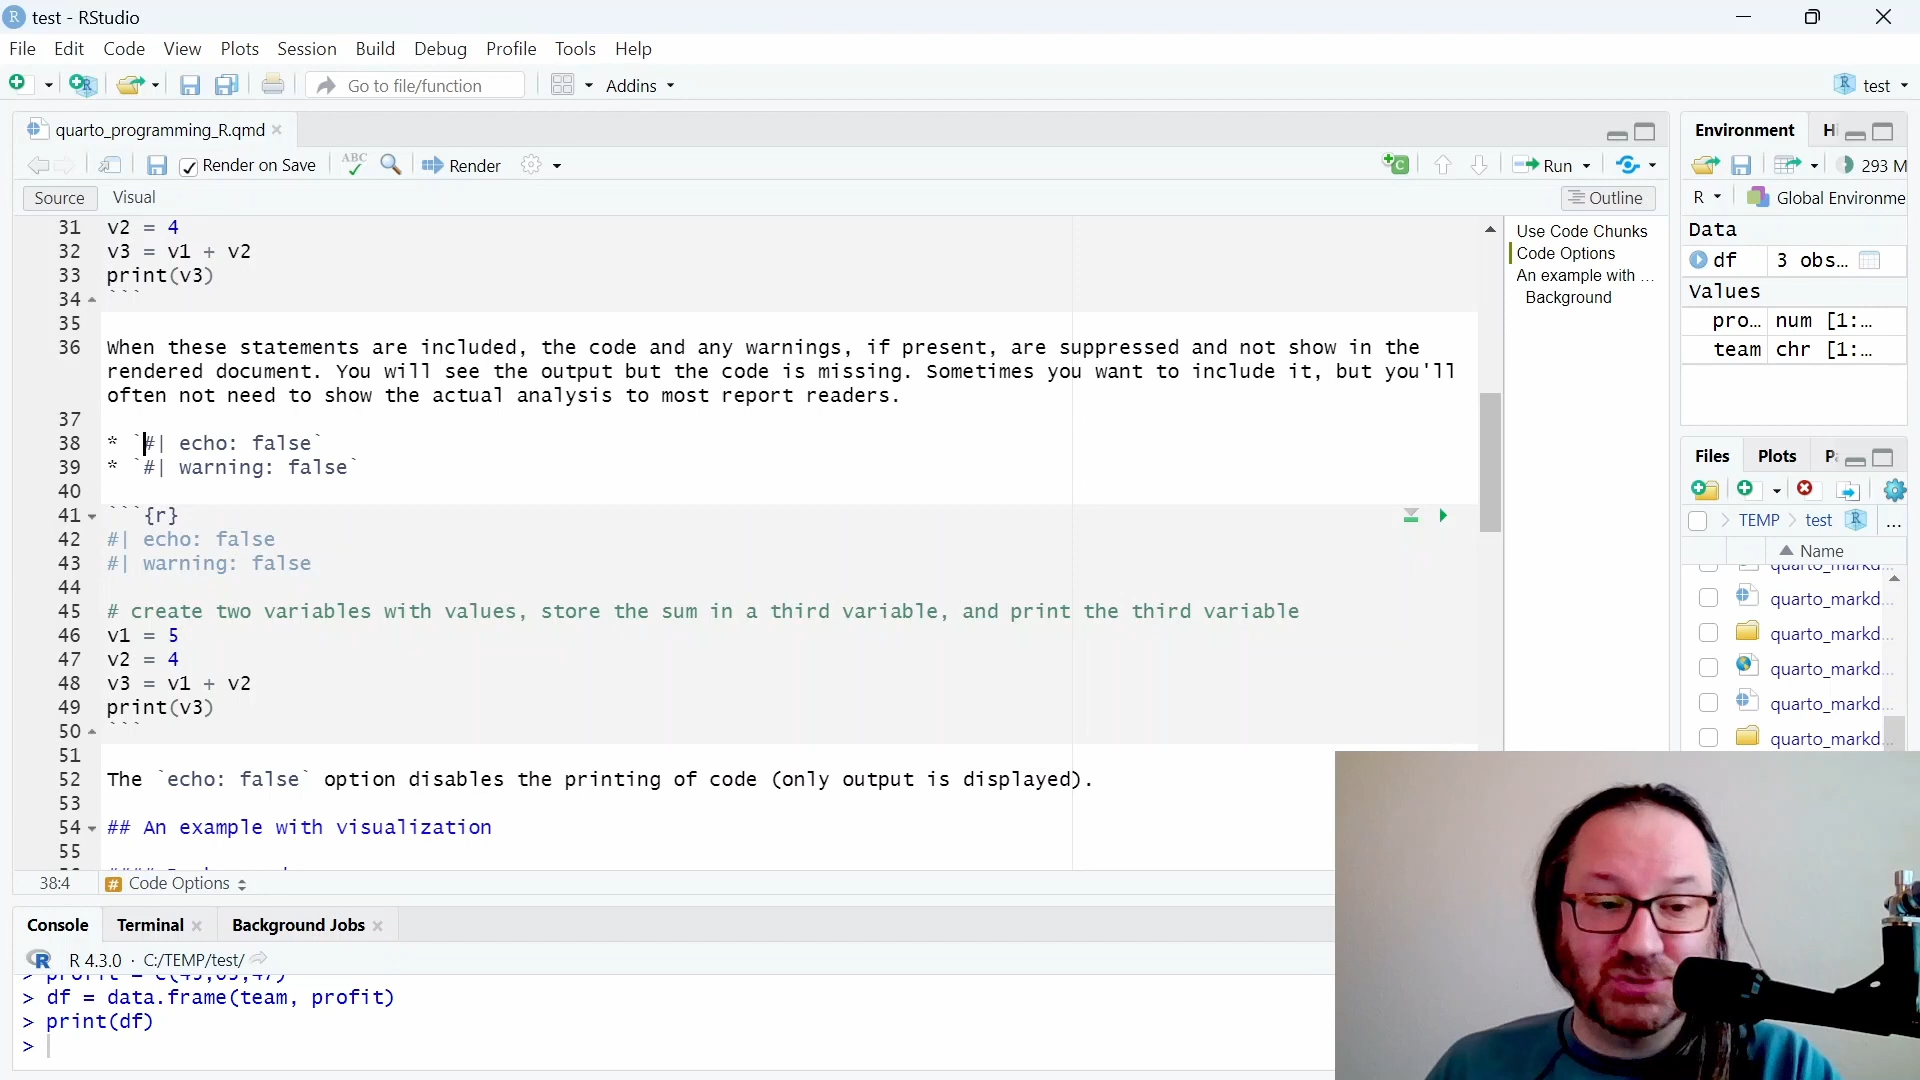 test - RStudio
File Edit Code View Plots Session Build Debug Profile Tools Help
Go to file/function Addins test
quarto_programming_R.qmd
Render on Save ABC Render Run
Source Visual Outline
31 v2 = 4
32 v3 = v1 + v2
33 print(v3)
34 ```
35
36 When these statements are included, the code and any warnings, if present, are suppressed and not show in the
rendered document. You will see the output but the code is missing. Sometimes you want to include it, but you'll
often not need to show the actual analysis to most report readers.
37
38 * `#| echo: false`
39 * `#| warning: false`
40
41 ```{r}
42 #| echo: false
43 #| warning: false
44
45 # create two variables with values, store the sum in a third variable, and print the third variable
46 v1 = 5
47 v2 = 4
48 v3 = v1 + v2
49 print(v3)
50 ```
51
52 The `echo: false` option disables the printing of code (only output is displayed).
53
54 ## An example with visualization
55
38:4 # Code Options
Use Code Chunks
Code Options
An example with ...
Background
Console Terminal Background Jobs
R 4.3.0 · C:/TEMP/test/
> df = data.frame(team, profit)
> print(df)
>
Environment
293 M
R Global Environme
Data
df 3 obs…
Values
pro… num [1:…
team chr [1:…
Files Plots
TEMP test ...
Name
quarto_markd...
quarto_markd...
quarto_markd...
quarto_markd...
quarto_markd...